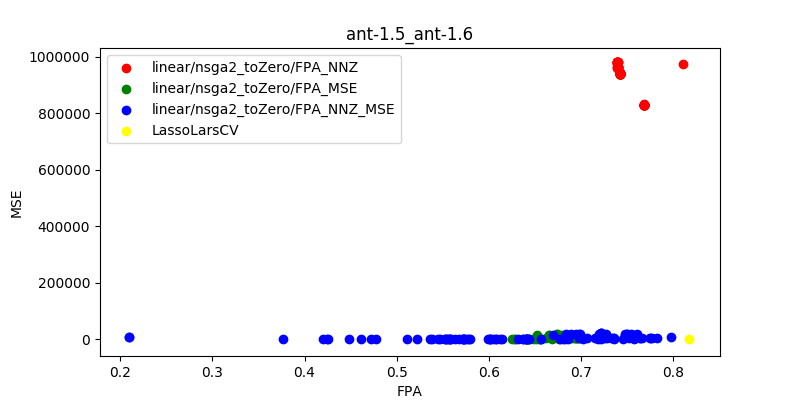 ant-1.5_ant-1.6
1000000
800000
600000
400000
200000
0
MSE
linear/nsga2_toZero/FPA_NNZ
linear/nsga2_toZero/FPA_MSE
linear/nsga2_toZero/FPA_NNZ_MSE
LassoLarsCV
0.2 0.3 0.4 0.5 0.6 0.7 0.8
FPA